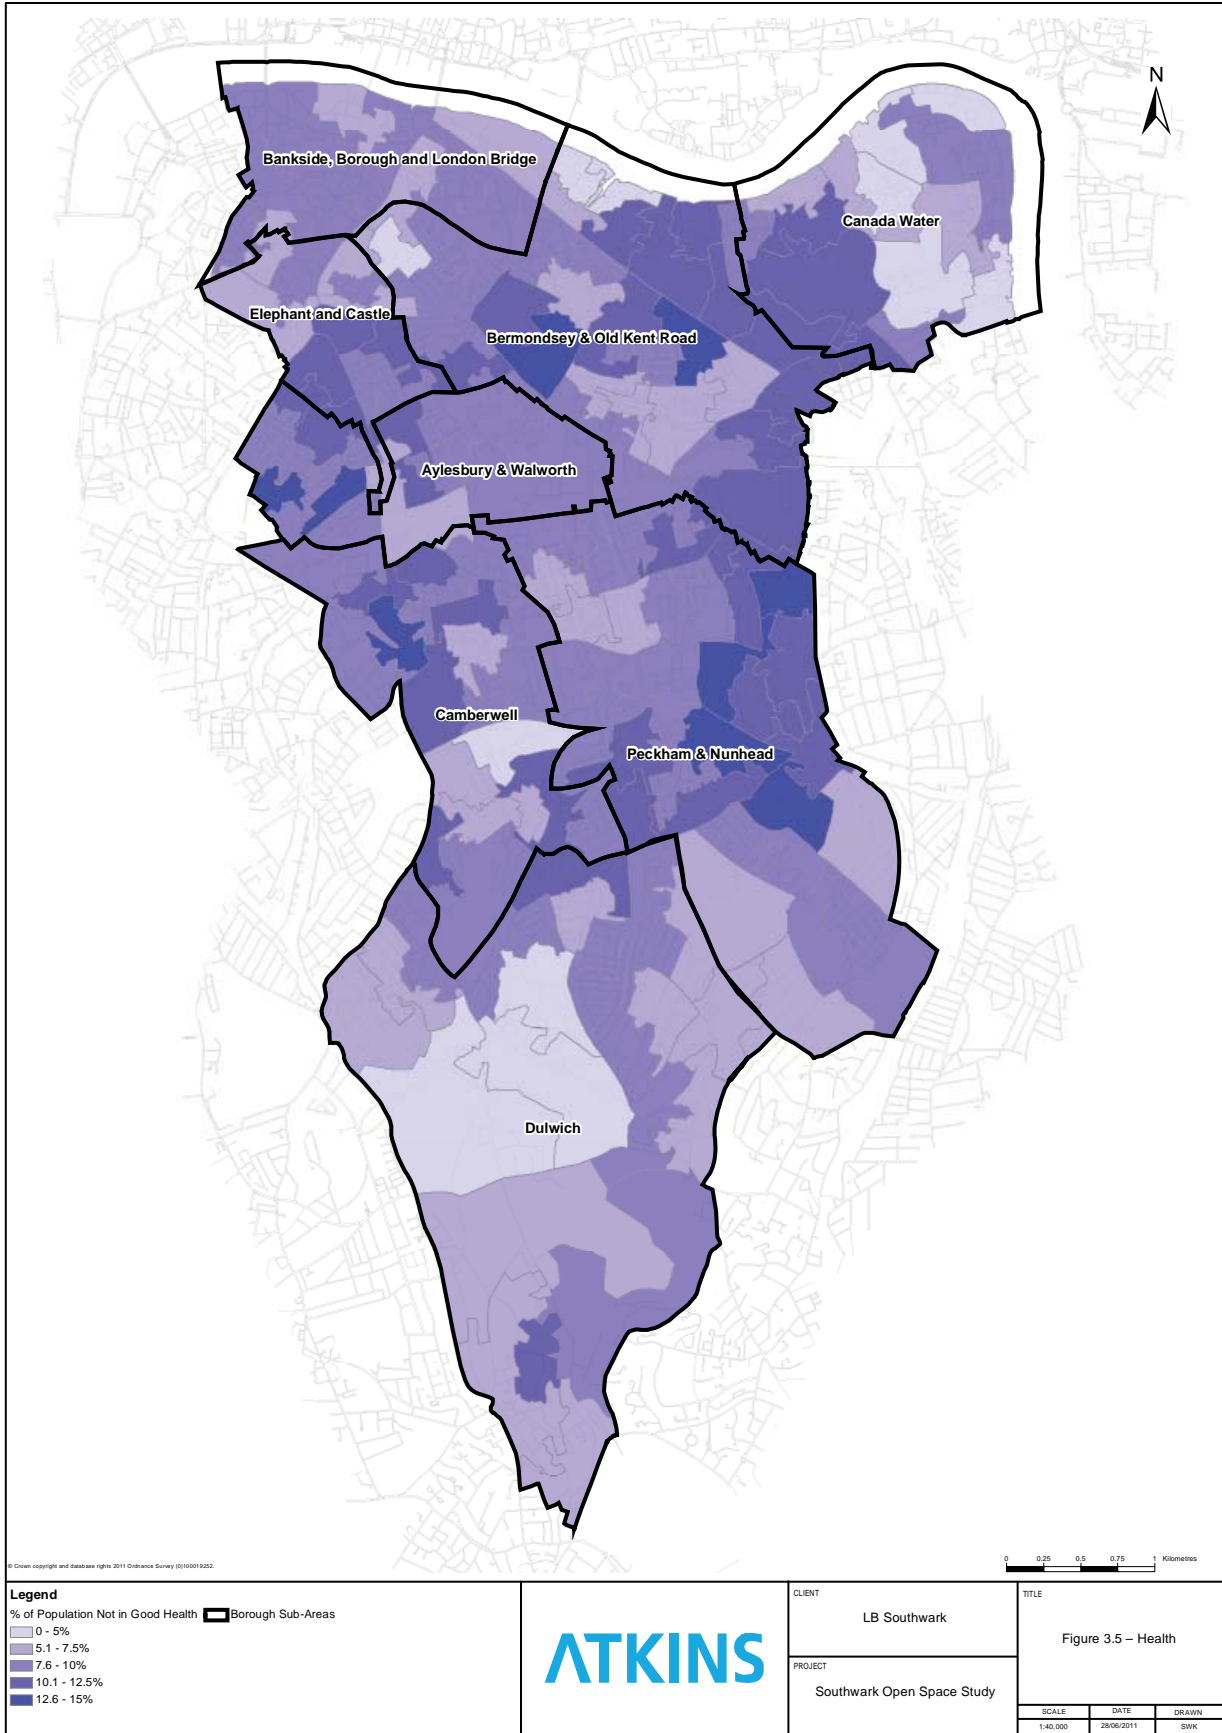 N
Bankside, Borough and London Bridge
Canada Water
Elephant and Castle
Bermondsey & Old Kent Road
Aylesbury & Walworth
Camberwell
Peckham & Nunhead
Dulwich
© Crown copyright and database rights 2011 Ordnance Survey (0)100019252.
0 0.25 0.5 0.75 1 Kilometres
Legend
% of Population Not in Good Health Borough Sub-Areas
0 - 5%
5.1 - 7.5%
7.6 - 10%
10.1 - 12.5%
12.6 - 15%
ATKINS
CLIENT
LB Southwark
PROJECT
Southwark Open Space Study
TITLE
Figure 3.5 – Health
SCALE DATE DRAWN
1:40,000 28/06/2011 SWK